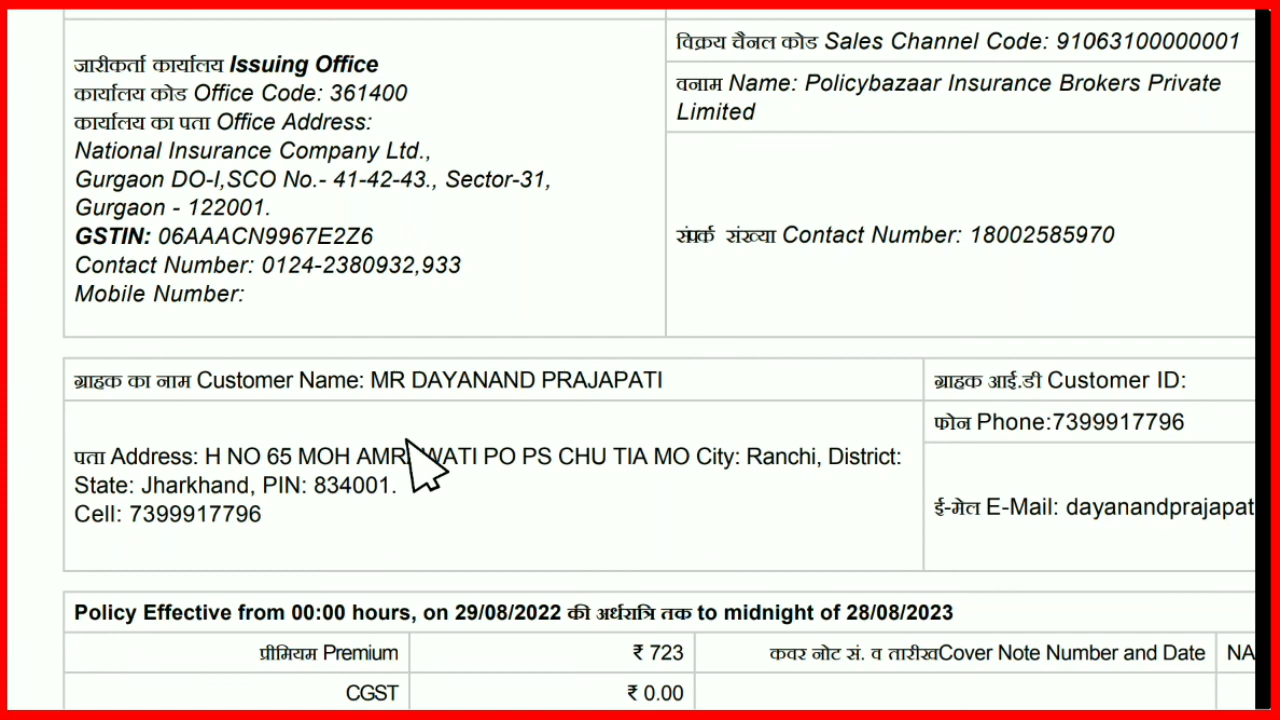 जारीकर्ता कार्यालय Issuing Office
कार्यालय कोड Office Code: 361400
कार्यालय का पता Office Address:
National Insurance Company Ltd.,
Gurgaon DO-I,SCO No.- 41-42-43., Sector-31,
Gurgaon - 122001.
GSTIN: 06AAACN9967E2Z6
Contact Number: 0124-2380932,933
Mobile Number:
विक्रय चैनल कोड Sales Channel Code: 91063100000001
वनाम Name: Policybazaar Insurance Brokers Private
Limited
संपर्क संख्या Contact Number: 18002585970
ग्राहक का नाम Customer Name: MR DAYANAND PRAJAPATI
ग्राहक आई.डी Customer ID:
पता Address: H NO 65 MOH PO PS CHU TIA MO City: Ranchi, District:
State: Jharkhand, PIN: 834001.
Cell: 7399917796
फोन Phone:7399917796
ई-मेल E-Mail: dayanandprajapat
Policy Effective from 00:00 hours, on 29/08/2022 की अर्धरात्रि तक to midnight of 28/08/2023
प्रीमियम Premium ₹ 723 कवर नोट सं. व तारीखCover Note Number and Date NA
CGST ₹ 0.00